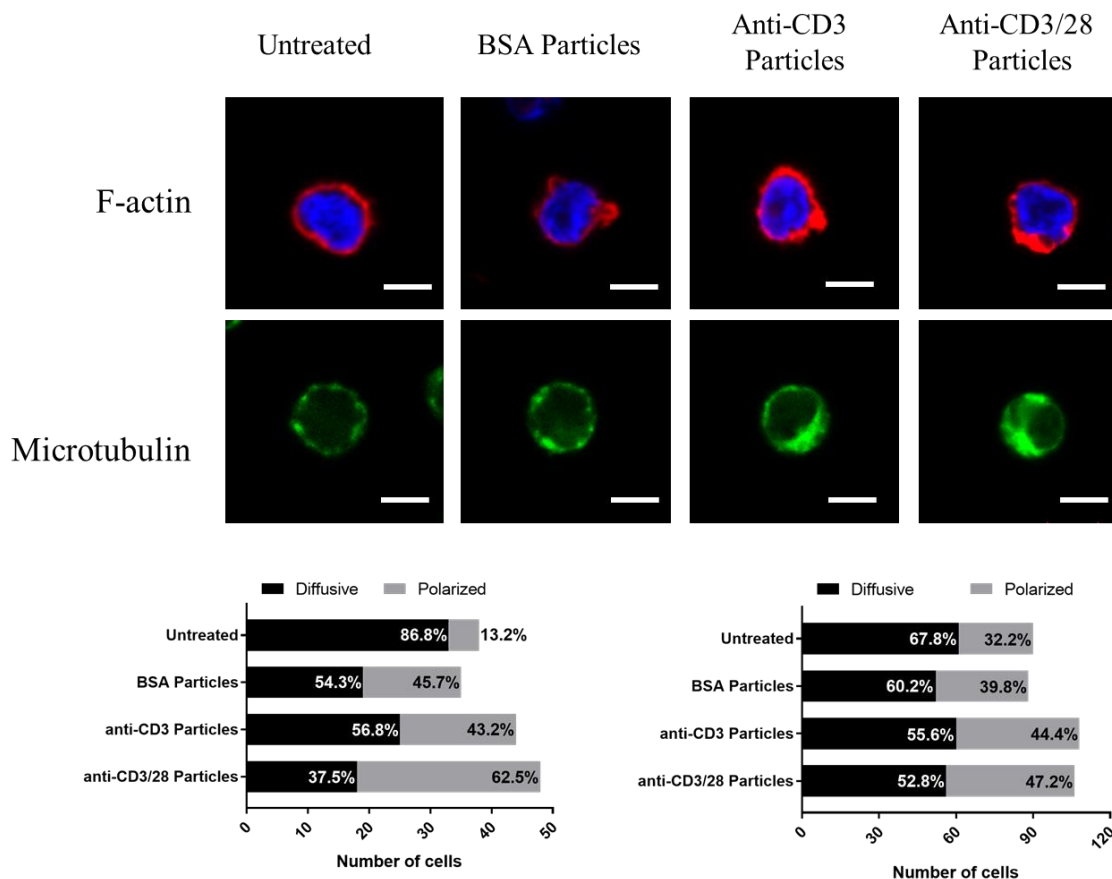 Untreated
BSA Particles
Anti-CD3
Particles
Anti-CD3/28
Particles
F-actin
Microtubulin
Diffusive
Polarized
Untreated
86.8%
13.2%
BSA Particles
54.3%
45.7%
anti-CD3 Particles
56.8%
43.2%
anti-CD3/28 Particles
37.5%
62.5%
0
10
20
30
40
50
Number of cells
Diffusive
Polarized
Untreated
67.8%
32.2%
BSA Particles
60.2%
39.8%
anti-CD3 Particles
55.6%
44.4%
anti-CD3/28 Particles
52.8%
47.2%
0
30
60
90
120
Number of cells